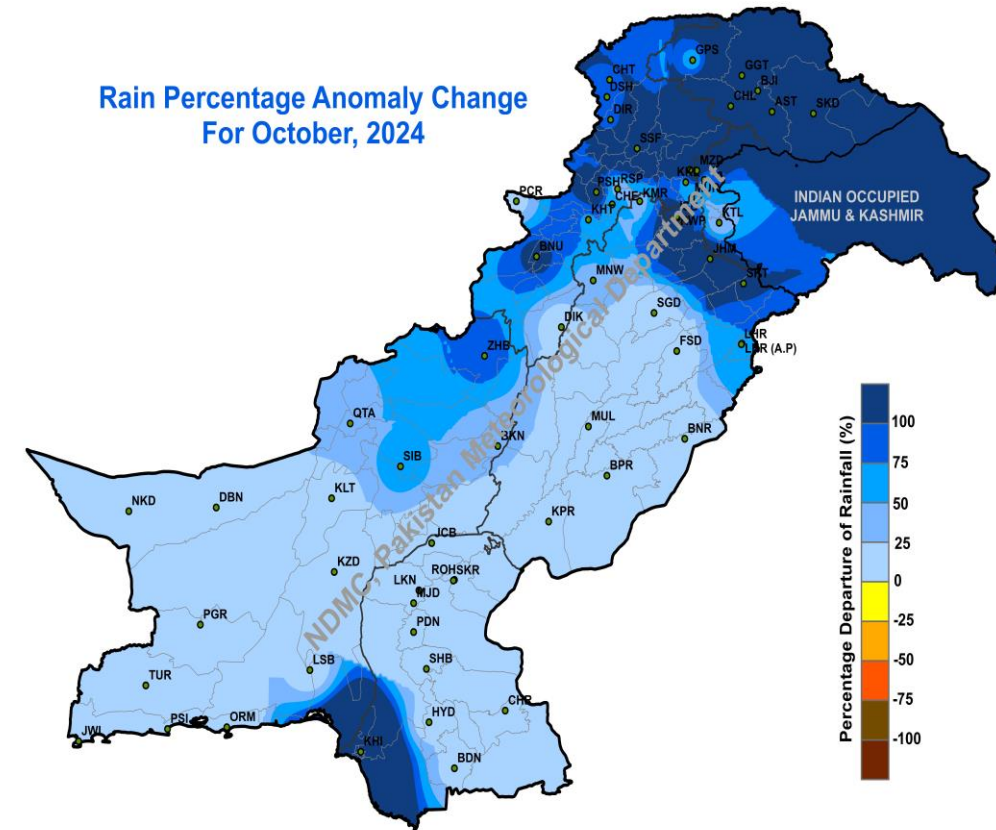 Rain Percentage Anomaly Change
For October, 2024
GPS
CHT
GGT
DSH
BJI
CHL
AST
SKD
DIR
SSF
MZD
KKL
RSP
PSH
KMR
CHE
PCR
INDIAN OCCUPIED
JAMMU & KASHMIR
KHT
KTL
BNU
JHM
MNW
SKT
SGD
DIK
LHR
LHR (A.P)
FSD
ZHB
QTA
MUL
BNR
BKN
SIB
BPR
KLT
NKD
DBN
KPR
JCB
KZD
ROH
SKR
LKN
MJD
PGR
PDN
LSB
SHB
TUR
CHR
HYD
PSI
ORM
JWI
KHI
BDN
NDMC, Pakistan Meteorological Department
Percentage Departure of Rainfall (%)
100
75
50
25
0
-25
-50
-75
-100